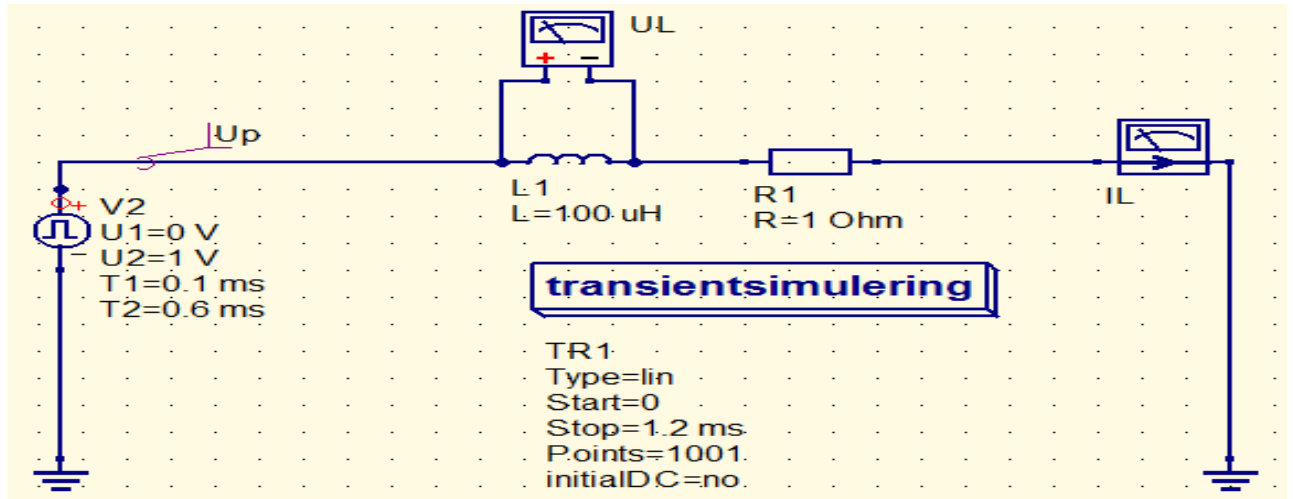 UL
+ −
Up
L1
L=100 uH
R1
R=1 Ohm
IL
+
V2
U1=0 V
−
U2=1 V
T1=0.1 ms
T2=0.6 ms
transientsimulering
TR1
Type=lin
Start=0
Stop=1.2 ms
Points=1001
initialDC=no